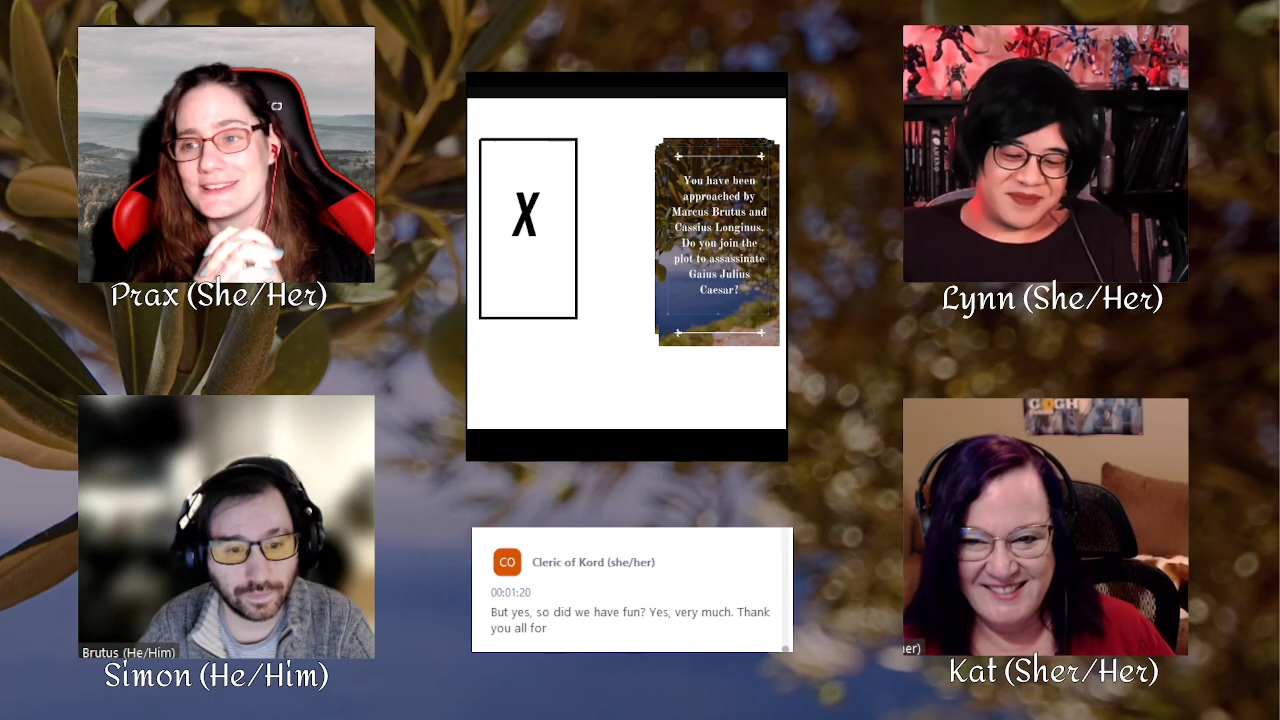 Prax (She/Her)
X
You have been
approached by
Marcus Brutus and
Cassius Longinus.
Do you join the
plot to assassinate
Gaius Julius
Caesar?
Lynn (She/Her)
Brutus (He/Him)
Simon (He/Him)
CO
Cleric of Kord (she/her)
00:01:20
But yes, so did we have fun? Yes, very much. Thank
you all for
GOGH
her)
Kat (Sher/Her)